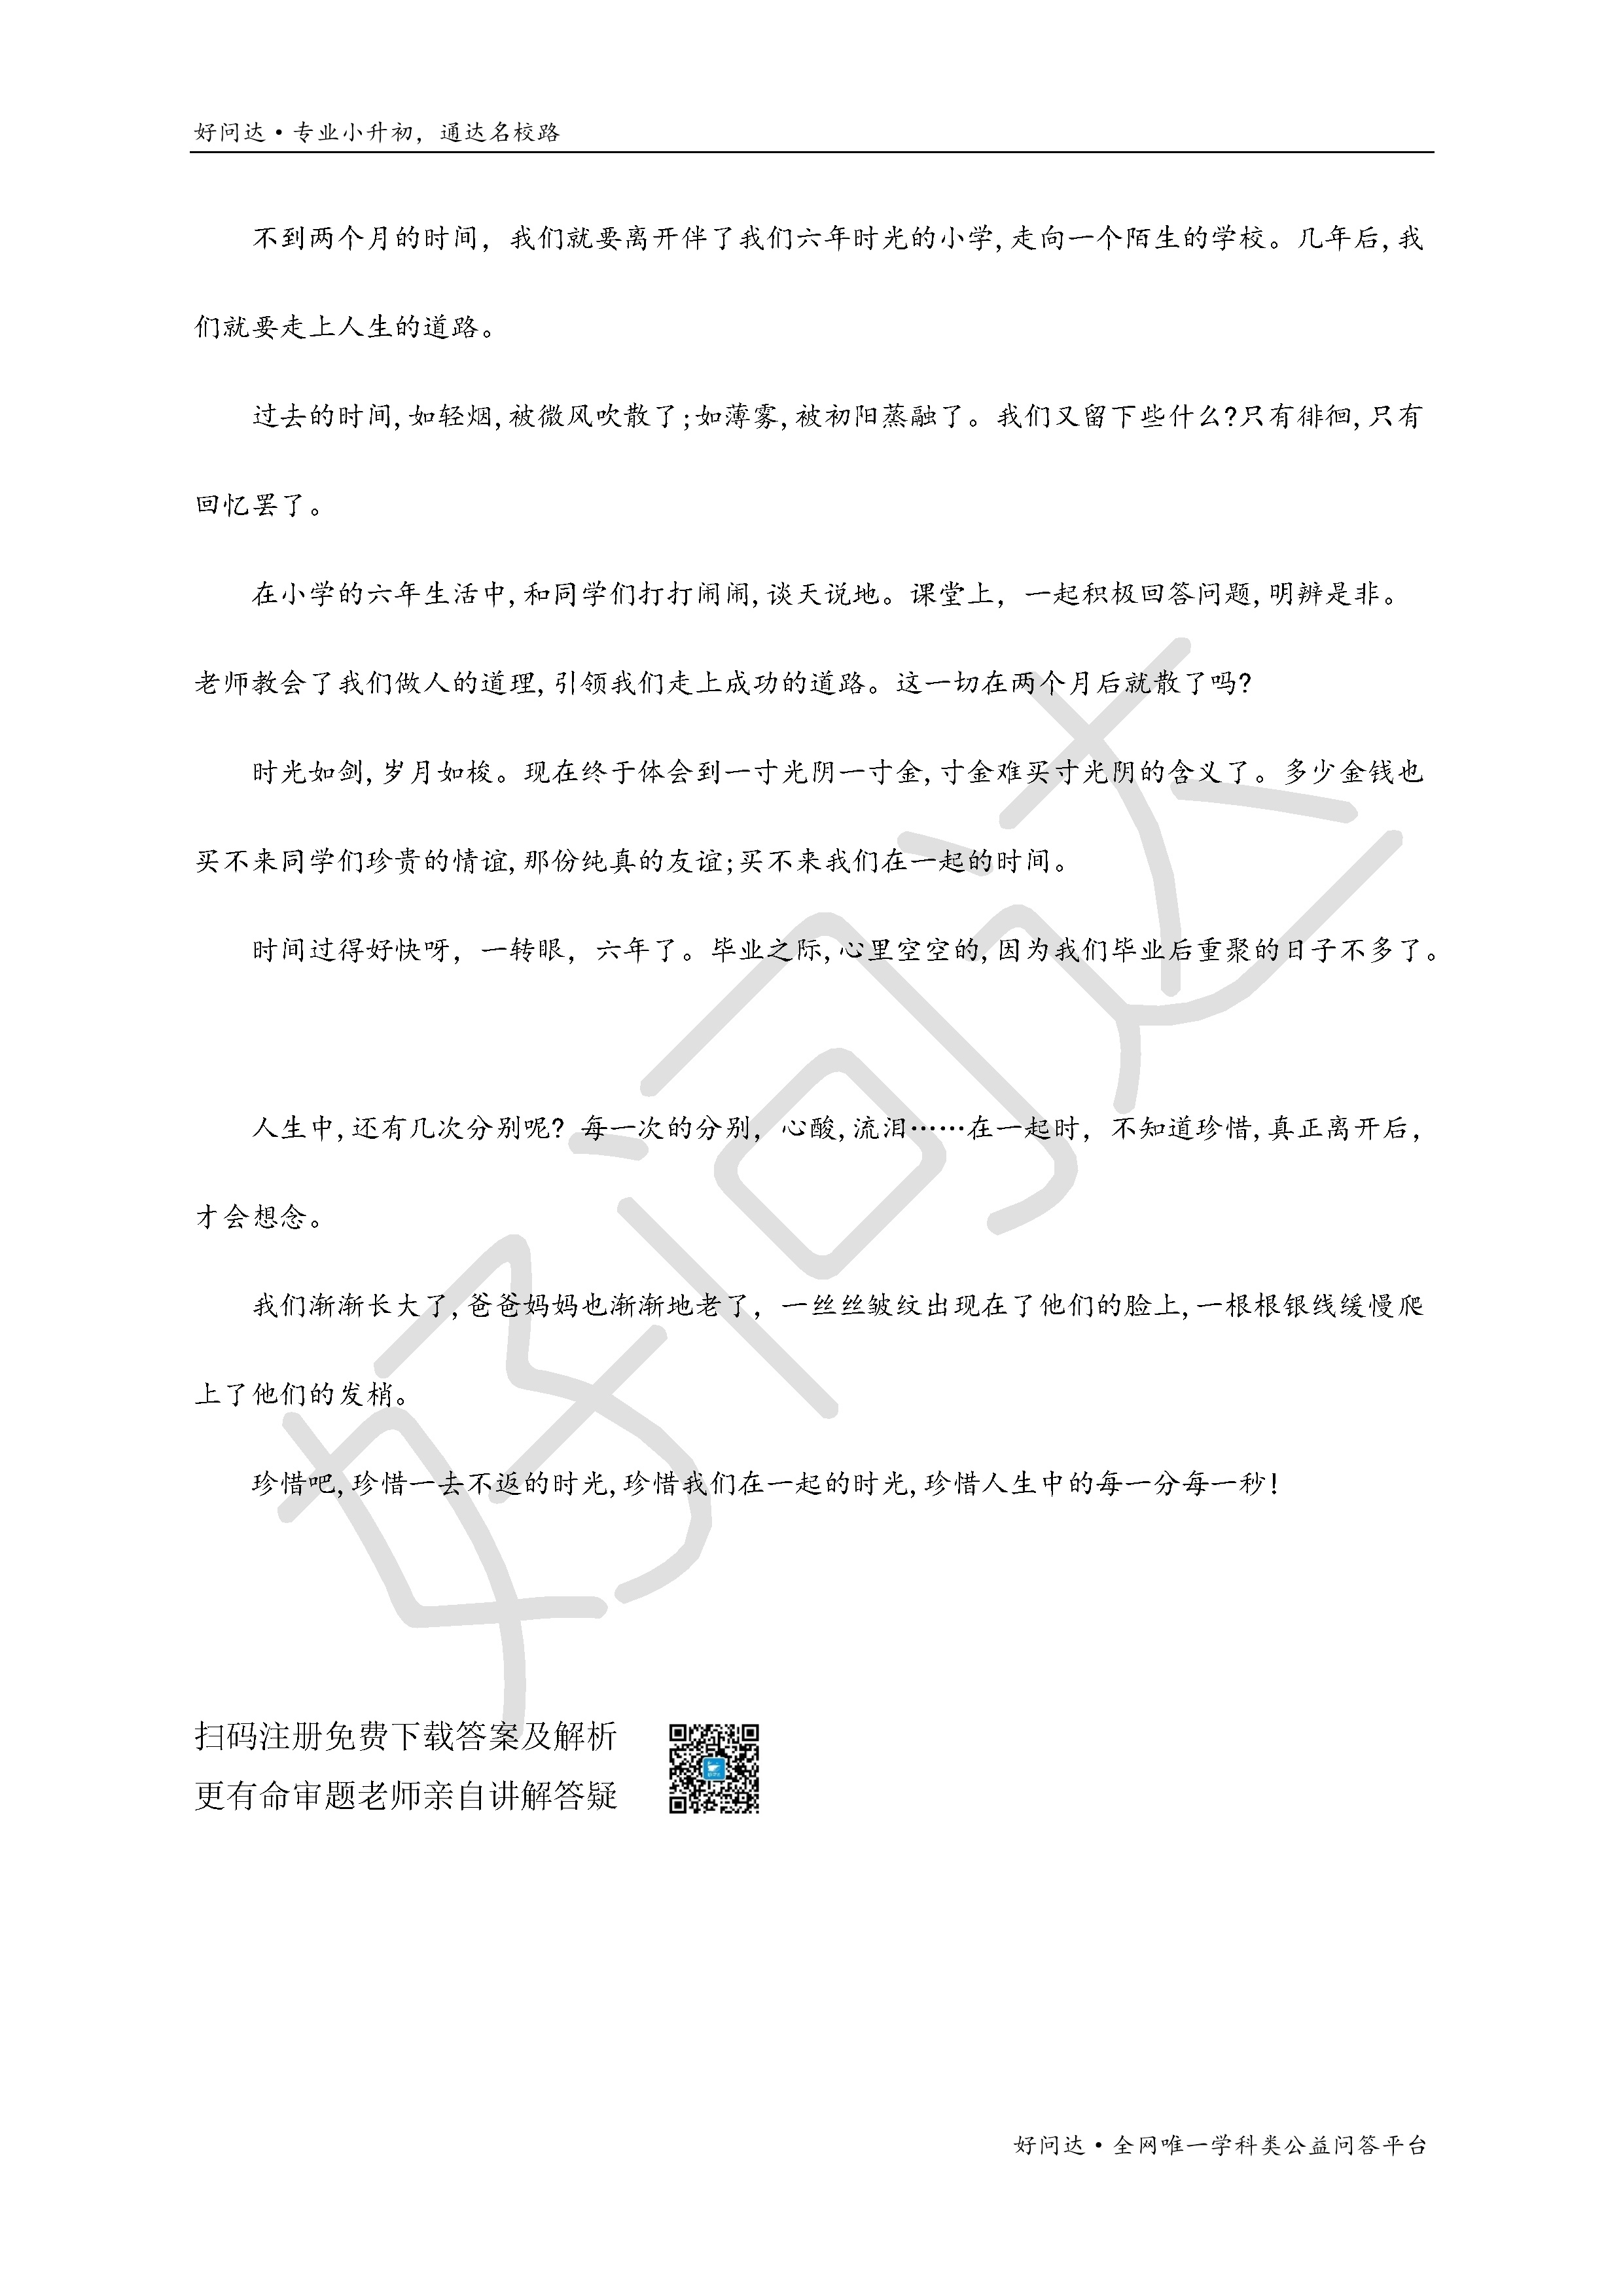 好问达·专业小升初，通达名校路
不到两个月的时间，我们就要离开伴了我们六年时光的小学,走向一个陌生的学校。几年后,我
们就要走上人生的道路。
过去的时间,如轻烟,被微风吹散了;如薄雾,被初阳蒸融了。我们又留下些什么?只有徘徊,只有
回忆罢了。
在小学的六年生活中,和同学们打打闹闹,谈天说地。课堂上，一起积极回答问题,明辨是非。
老师教会了我们做人的道理,引领我们走上成功的道路。这一切在两个月后就散了吗?
时光如剑,岁月如梭。现在终于体会到一寸光阴一寸金,寸金难买寸光阴的含义了。多少金钱也
买不来同学们珍贵的情谊,那份纯真的友谊;买不来我们在一起的时间。
时间过得好快呀，一转眼，六年了。毕业之际,心里空空的,因为我们毕业后重聚的日子不多了。
人生中,还有几次分别呢? 每一次的分别，心酸,流泪……在一起时，不知道珍惜,真正离开后，
才会想念。
我们渐渐长大了,爸爸妈妈也渐渐地老了，一丝丝皱纹出现在了他们的脸上,一根根银线缓慢爬
上了他们的发梢。
珍惜吧,珍惜一去不返的时光,珍惜我们在一起的时光,珍惜人生中的每一分每一秒!
好问达
扫码注册免费下载答案及解析
更有命审题老师亲自讲解答疑
好问达·全网唯一学科类公益问答平台